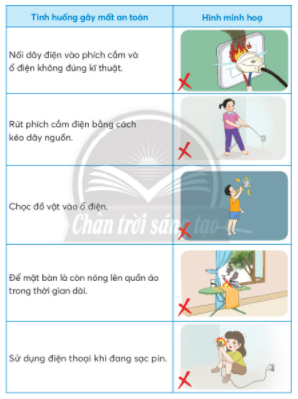 Tình huống gây mất an toàn
Hình minh hoạ
Nối dây điện vào phích cắm và
ổ điện không đúng kĩ thuật.
Rút phích cắm điện bằng cách
kéo dây nguồn.
Chọc đồ vật vào ổ điện.
Chân trời sáng tạo
Để mặt bàn là còn nóng lên quần áo
trong thời gian dài.
Sử dụng điện thoại khi đang sạc pin.